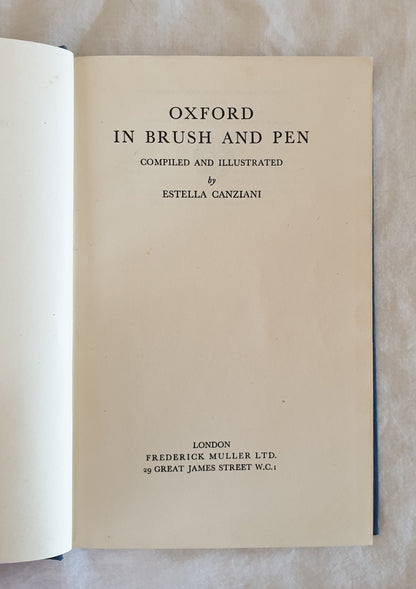 OXFORD
IN BRUSH AND PEN
COMPILED AND ILLUSTRATED
by
ESTELLA CANZIANI
LONDON
FREDERICK MULLER LTD.
29 GREAT JAMES STREET W.C.1